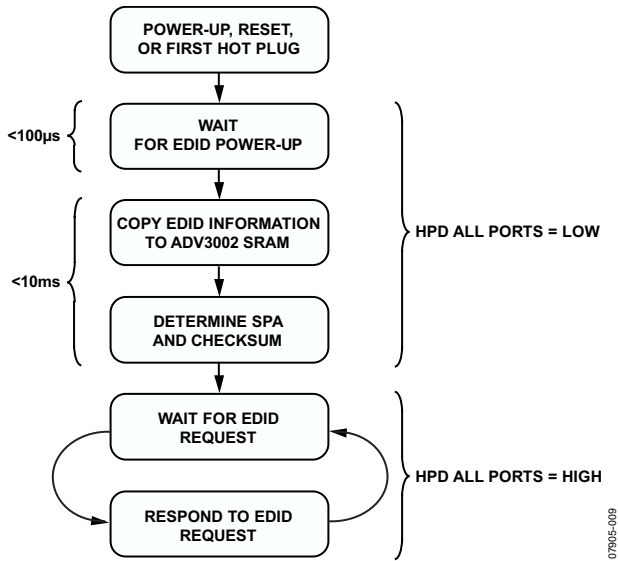 POWER-UP, RESET,
OR FIRST HOT PLUG
<100µs
WAIT
FOR EDID POWER-UP
COPY EDID INFORMATION
TO ADV3002 SRAM
HPD ALL PORTS = LOW
<10ms
DETERMINE SPA
AND CHECKSUM
WAIT FOR EDID
REQUEST
HPD ALL PORTS = HIGH
RESPOND TO EDID
REQUEST
07905-009